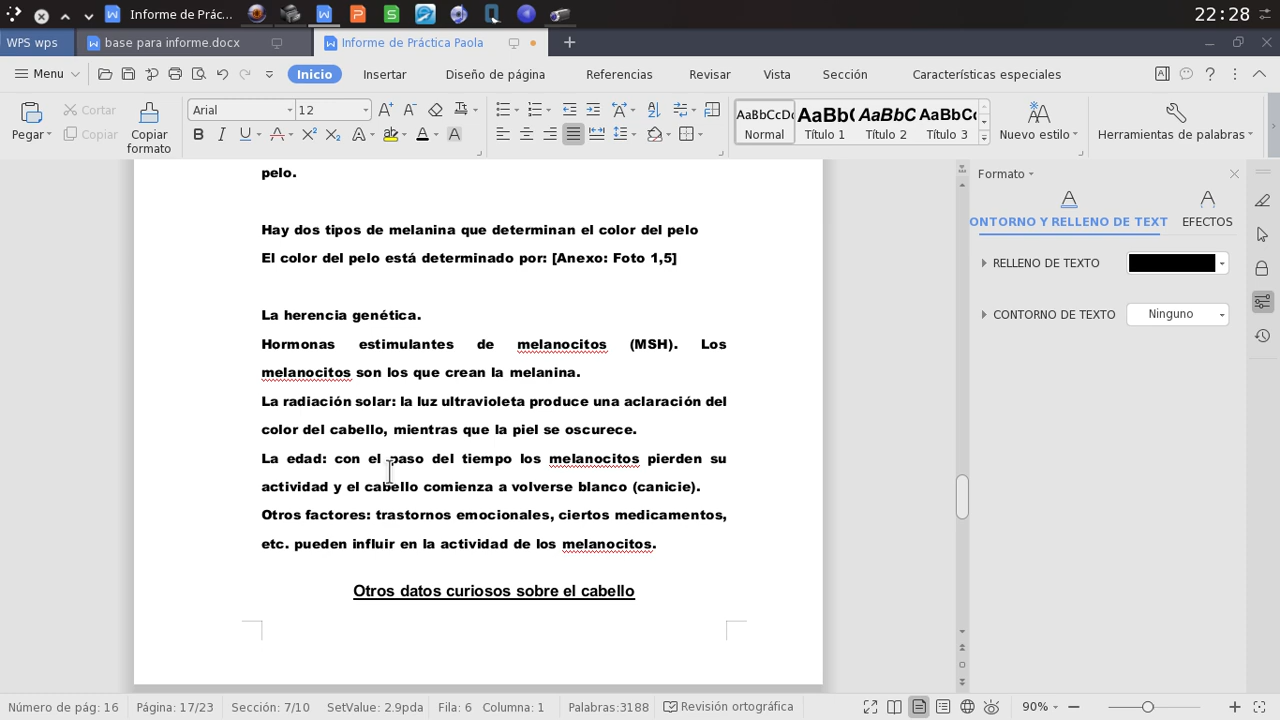 Informe de Prác...
22:28
WPS wps
base para informe.docx
Informe de Práctica Paola
Menu
Inicio
Insertar
Diseño de página
Referencias
Revisar
Vista
Sección
Características especiales
Pegar
Cortar
Copiar
Copiar formato
Arial
12
AaBbCcDc
Normal
AaBb(
Título 1
AaBbC
Título 2
AaBbCc
Título 3
Nuevo estilo
Herramientas de palabras
pelo.
Hay dos tipos de melanina que determinan el color del pelo
El color del pelo está determinado por: [Anexo: Foto 1,5]
La herencia genética.
Hormonas estimulantes de melanocitos (MSH). Los
melanocitos son los que crean la melanina.
La radiación solar: la luz ultravioleta produce una aclaración del
color del cabello, mientras que la piel se oscurece.
La edad: con el paso del tiempo los melanocitos pierden su
actividad y el cabello comienza a volverse blanco (canicie).
Otros factores: trastornos emocionales, ciertos medicamentos,
etc. pueden influir en la actividad de los melanocitos.
Otros datos curiosos sobre el cabello
Formato
ONTORNO Y RELLENO DE TEXT
EFECTOS
RELLENO DE TEXTO
CONTORNO DE TEXTO
Ninguno
Número de pág: 16
Página: 17/23
Sección: 7/10
SetValue: 2.9pda
Fila: 6
Columna: 1
Palabras:3188
Revisión ortográfica
90%